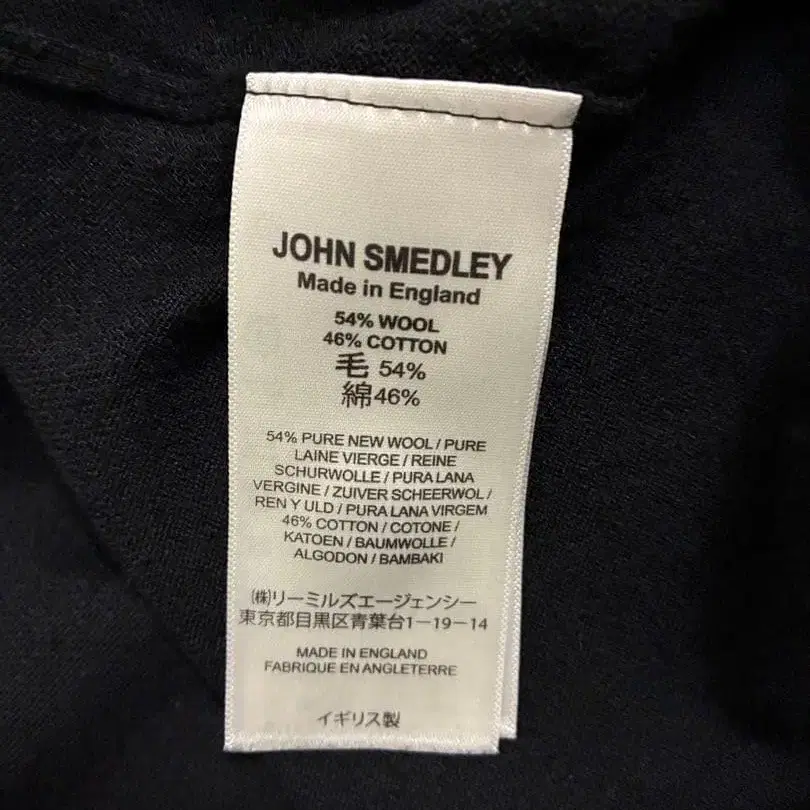 JOHN SMEDLEY
Made in England
54% WOOL
46% COTTON
毛 54%
綿46%
54% PURE NEW WOOL / PURE
LAINE VIERGE / REINE
SCHURWOLLE / PURA LANA
VERGINE / ZUIVER SCHEERWOL /
REN Y ULD / PURA LANA VIRGEM
46% COTTON / COTONE /
KATOEN / BAUMWOLLE /
ALGODON / BAMBAKI
㈱リーミルズエージェンシー
東京都目黒区青葉台1－19－14
MADE IN ENGLAND
FABRIQUE EN ANGLETERRE
イギリス製